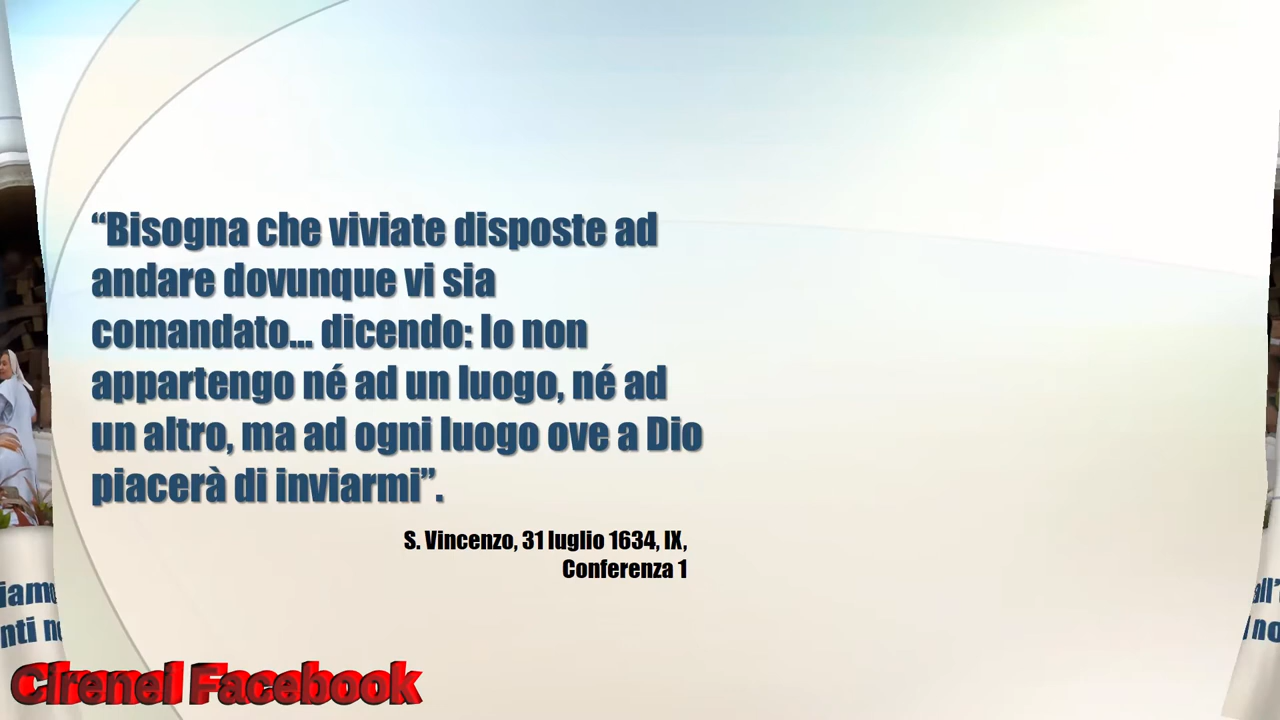 “Bisogna che viviate disposte ad
andare dovunque vi sia
comandato... dicendo: Io non
appartengo né ad un luogo, né ad
un altro, ma ad ogni luogo ove a Dio
piacerà di inviarmi”.
S. Vincenzo, 31 luglio 1634, IX,
Conferenza 1
CIreneI Facebook